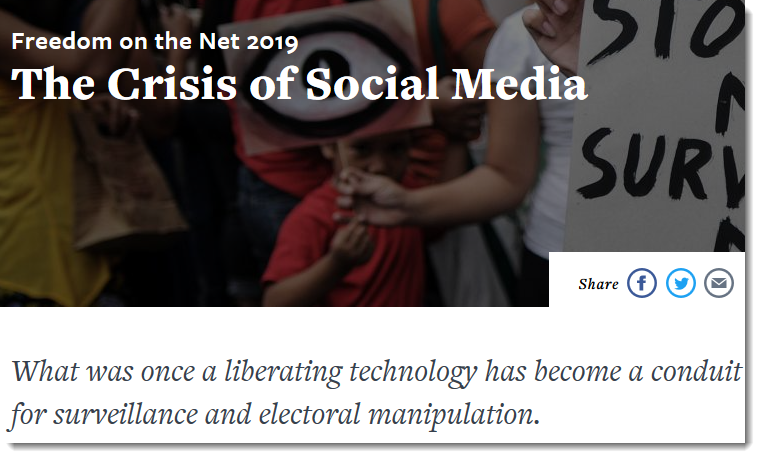 Freedom on the Net 2019
The Crisis of Social Media
Share
What was once a liberating technology has become a conduit
for surveillance and electoral manipulation.